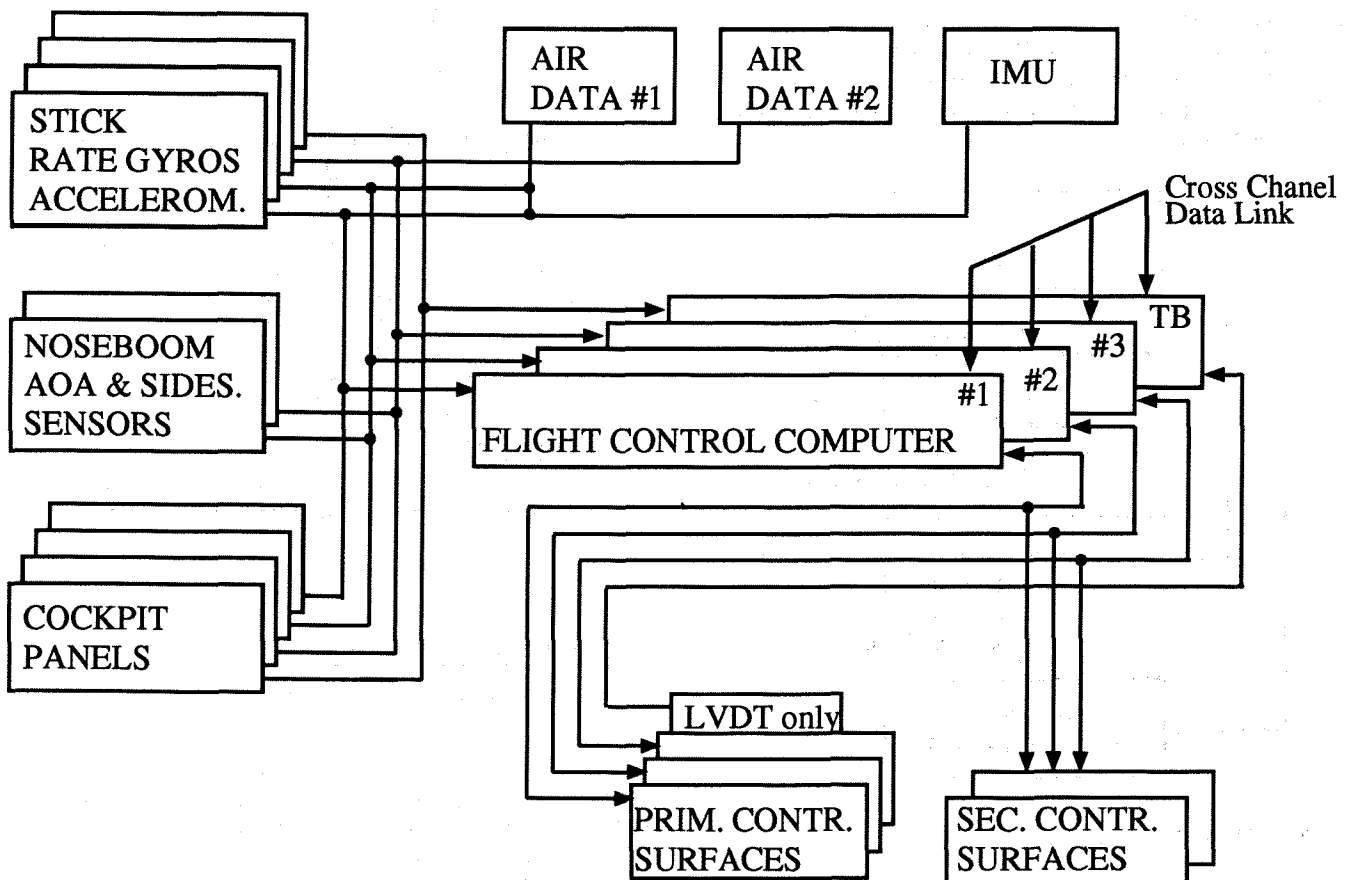 STICK
RATE GYROS
ACCELEROM.
AIR
DATA #1
AIR
DATA #2
IMU
Cross Chanel
Data Link
NOSEBOOM
AOA & SIDES.
SENSORS
TB
#3
#2
#1
FLIGHT CONTROL COMPUTER
COCKPIT
PANELS
LVDT only
PRIM. CONTR.
SURFACES
SEC. CONTR.
SURFACES